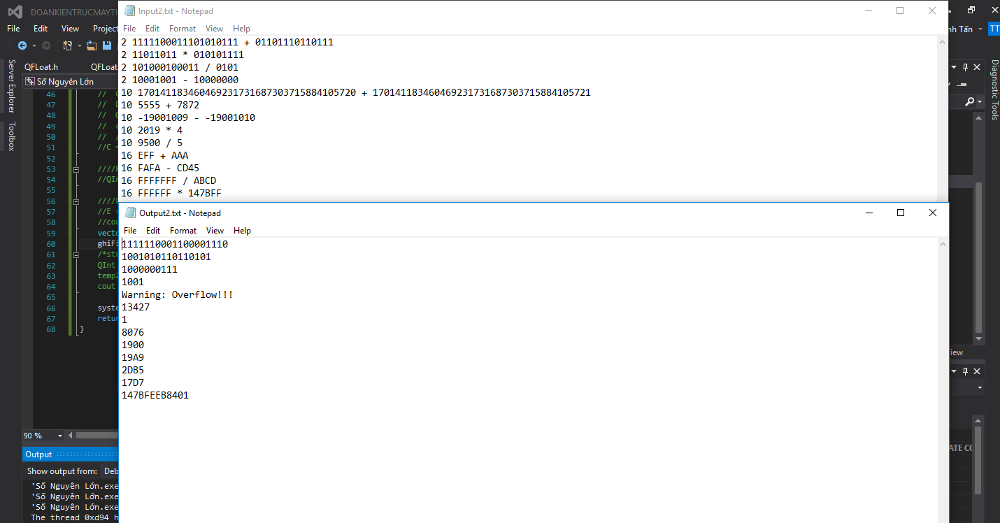 DOANKIENTRUCMAYTI
Input2.txt - Notepad
File Edit View Project
File Edit Format View Help
nh Tấn TT
2 1111100011101010111 + 01101110110111
2 11011011 * 010101111
2 101000100011 / 0101
2 10001001 - 10000000
10 170141183460469231731687303715884105720 + 170141183460469231731687303715884105721
10 5555 + 7872
10 -19001009 - -19001010
10 2019 * 4
10 9500 / 5
16 EFF + AAA
16 FAFA - CD45
16 FFFFFFF / ABCD
16 FFFFFF * 147BFF
Server Explorer
Toolbox
Diagnostic Tools
QFLoat.h QFLoat
Số Nguyên Lớn
46 //
47 //
48 //
49 //
50 //
51 //C =
52
53 ////
54 //QIn
55
56 ////
57 //E =
58 //cou
59 vecto
60 ghiFi
61 /*str
62 QInt
63 temp2
64 cout
65
66 syste
67 retur
68 }
Output2.txt - Notepad
File Edit Format View Help
1111110001100001110
1001010110110101
1000000111
1001
Warning: Overflow!!!
13427
1
8076
1900
19A9
2DB5
17D7
147BFEEB8401
iew
ATE CO
90 %
Output
Show output from: Deb
'Số Nguyên Lớn.exe
'Số Nguyên Lớn.exe
'Số Nguyên Lớn.exe
The thread 0xd94 h